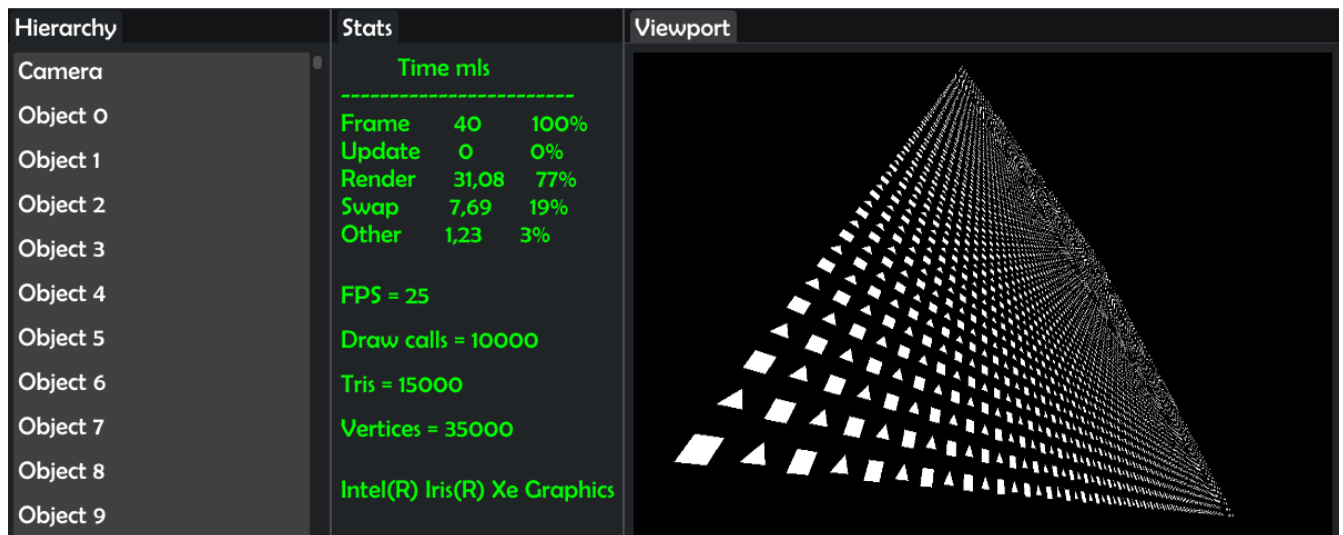 Hierarchy
Camera
Object 0
Object 1
Object 2
Object 3
Object 4
Object 5
Object 6
Object 7
Object 8
Object 9
Stats
Time mls
------------------------
Frame 40 100%
Update 0 0%
Render 31,08 77%
Swap 7,69 19%
Other 1,23 3%
FPS = 25
Draw calls = 10000
Tris = 15000
Vertices = 35000
Intel(R) Iris(R) Xe Graphics
Viewport